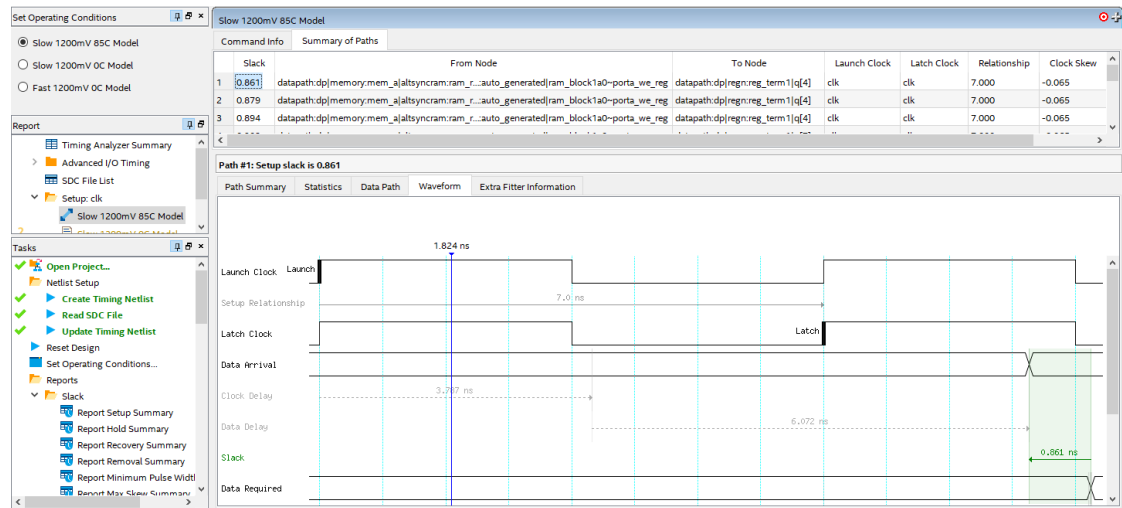 Set Operating Conditions
Slow 1200mV 85C Model
Slow 1200mV 0C Model
Fast 1200mV 0C Model
Report
Timing Analyzer Summary
Advanced I/O Timing
SDC File List
Setup: clk
Slow 1200mV 85C Model
Slow 1200mV 0C Model
Tasks
Open Project...
Netlist Setup
Create Timing Netlist
Read SDC File
Update Timing Netlist
Reset Design
Set Operating Conditions...
Reports
Slack
Report Setup Summary
Report Hold Summary
Report Recovery Summary
Report Removal Summary
Report Minimum Pulse Widtl
Report Max Skew Summary
Slow 1200mV 85C Model
Command Info Summary of Paths
Slack From Node To Node Launch Clock Latch Clock Relationship Clock Skew
1 0.861 datapath:dp|memory:mem_a|altsyncram:ram_r...:auto_generated|ram_block1a0~porta_we_reg datapath:dp|regn:reg_term1|q[4] clk clk 7.000 -0.065
2 0.879 datapath:dp|memory:mem_a|altsyncram:ram_r...:auto_generated|ram_block1a0~porta_we_reg datapath:dp|regn:reg_term1|q[4] clk clk 7.000 -0.065
3 0.894 datapath:dp|memory:mem_a|altsyncram:ram_r...:auto_generated|ram_block1a0~porta_we_reg datapath:dp|regn:reg_term1|q[4] clk clk 7.000 -0.065
Path #1: Setup slack is 0.861
Path Summary Statistics Data Path Waveform Extra Fitter Information
1.824 ns
Launch Clock Launch
Setup Relationship 7.0 ns
Latch Clock Latch
Data Arrival
Clock Delay 3.787 ns
Data Delay 6.072 ns
Slack 0.861 ns
Data Required